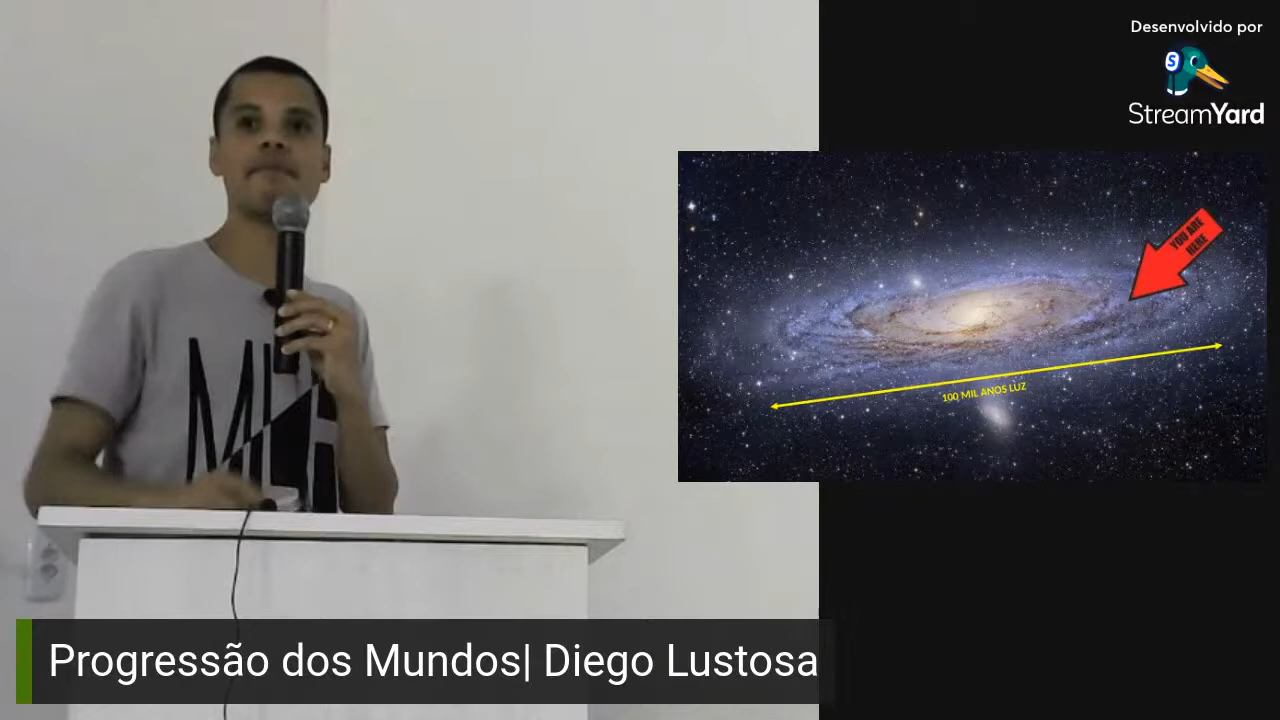 Desenvolvido por
S
StreamYard
YOU ARE
HERE
100 MIL ANOS LUZ
Progressão dos Mundos| Diego Lustosa